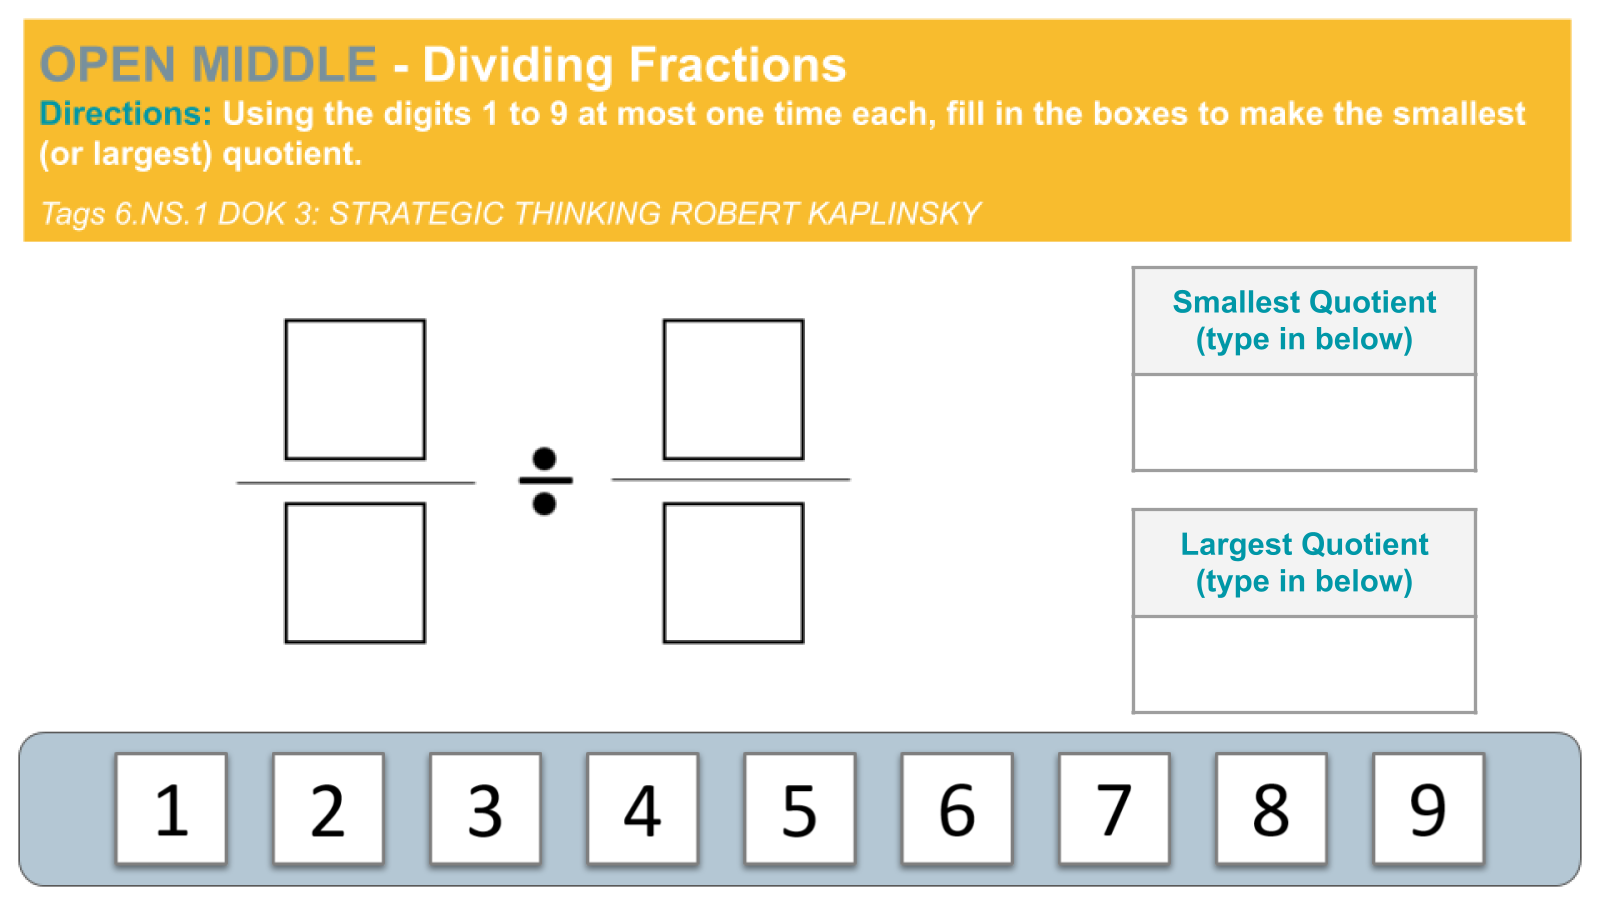 OPEN MIDDLE - Dividing Fractions
Directions: Using the digits 1 to 9 at most one time each, fill in the boxes to make the smallest
(or largest) quotient.
Tags 6.NS.1 DOK 3: STRATEGIC THINKING ROBERT KAPLINSKY
÷
Smallest Quotient
(type in below)
Largest Quotient
(type in below)
1 2 3 4 5 6 7 8 9